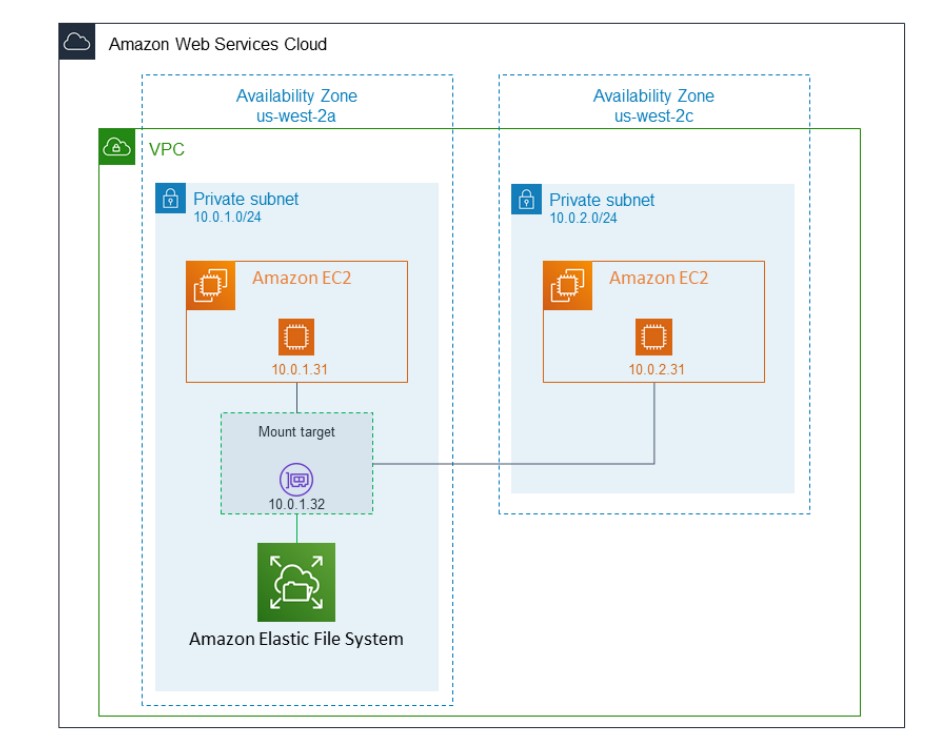 Amazon Web Services Cloud
Availability Zone
us-west-2a
Availability Zone
us-west-2c
VPC
Private subnet
10.0.1.0/24
Private subnet
10.0.2.0/24
Amazon EC2
10.0.1.31
Amazon EC2
10.0.2.31
Mount target
10.0.1.32
Amazon Elastic File System